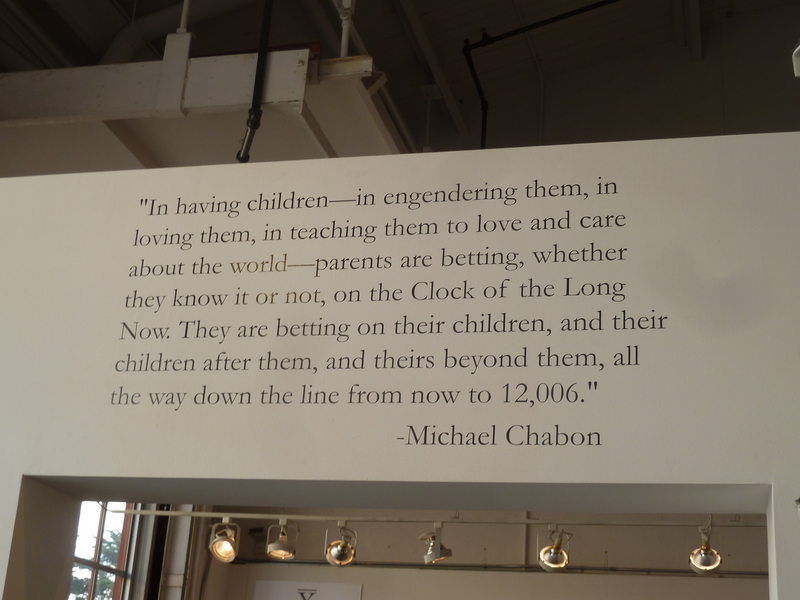 "In having children—in engendering them, in
loving them, in teaching them to love and care
about the world—parents are betting, whether
they know it or not, on the Clock of the Long
Now. They are betting on their children, and their
children after them, and theirs beyond them, all
the way down the line from now to 12,006."
-Michael Chabon